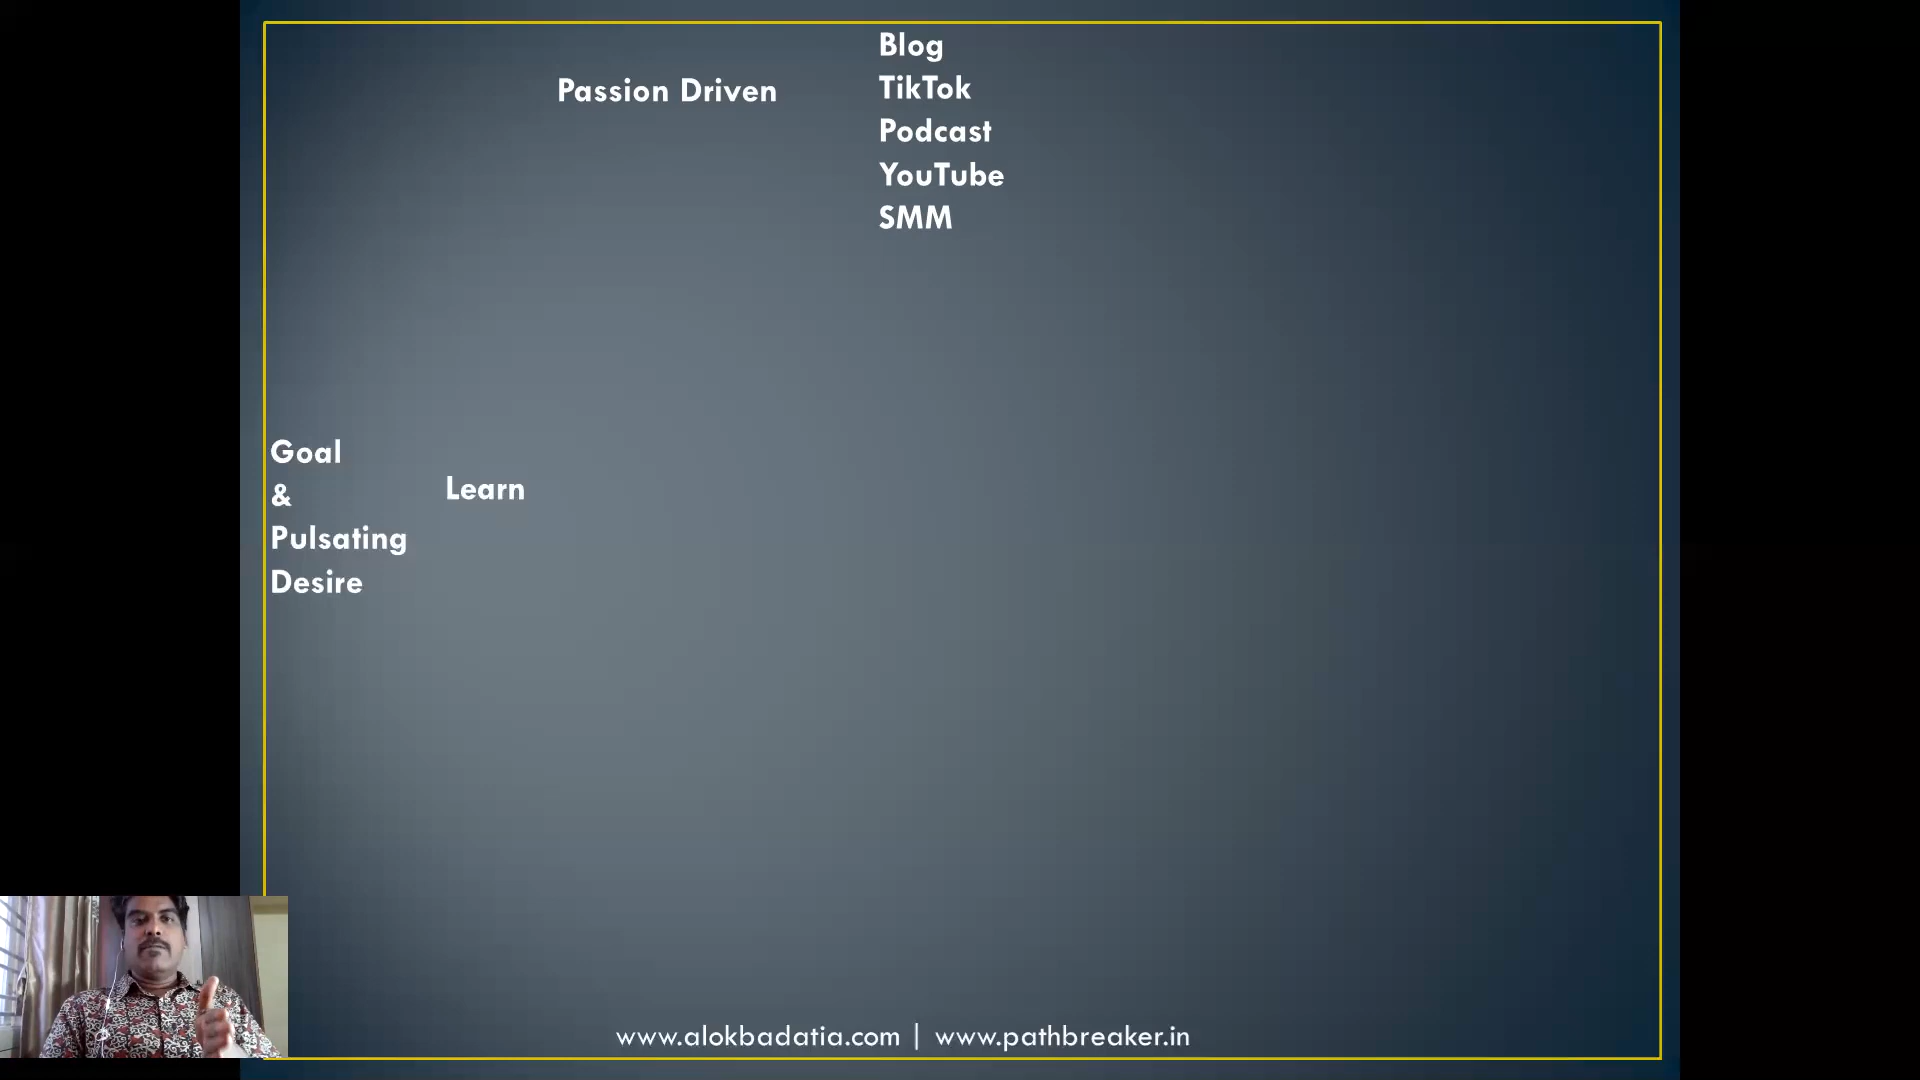 Blog
Passion Driven
TikTok
Podcast
YouTube
SMM
Goal
&
Learn
Pulsating
Desire
www.alokbadatia.com | www.pathbreaker.in